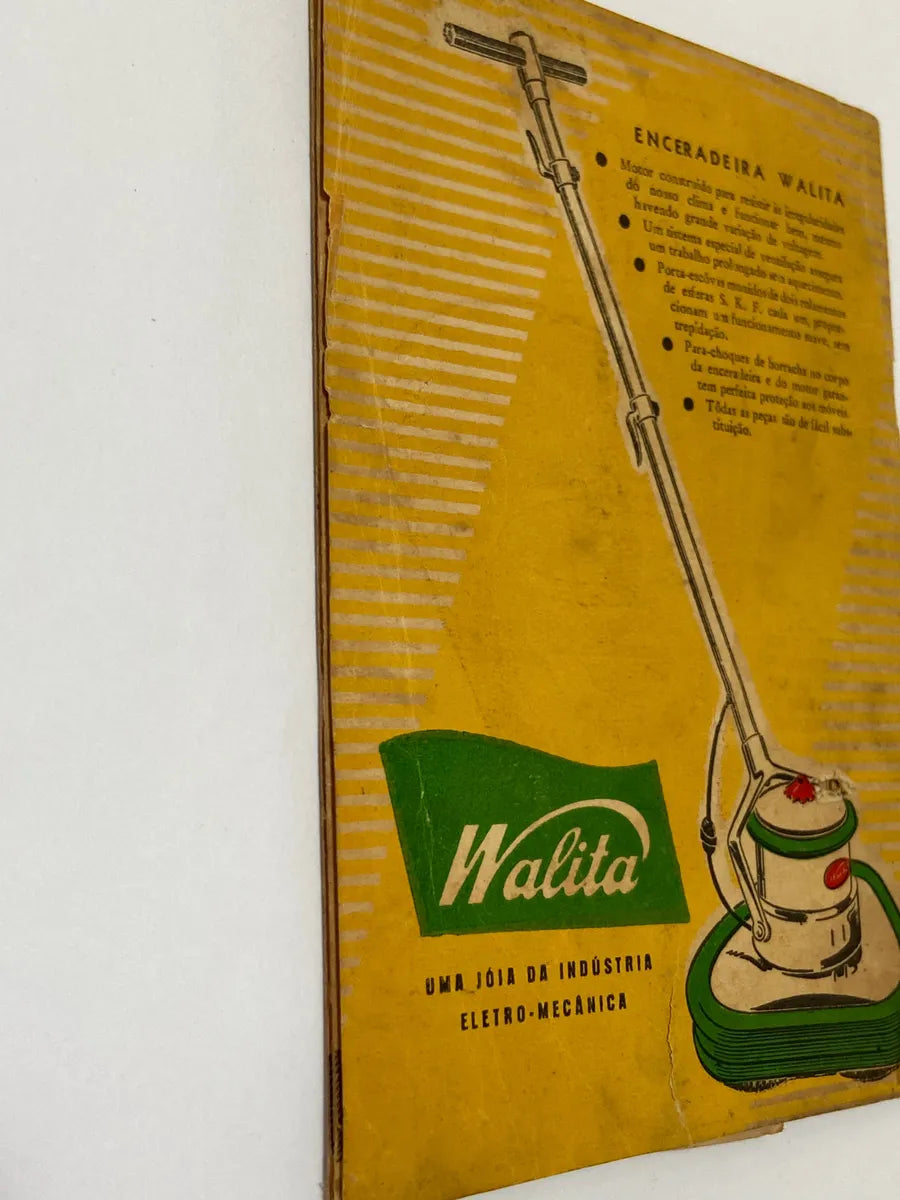 ENCERADEIRA WALITA
● Motor construido para resistir às irregularidades
do nosso clima e funcionar bem, mesmo
havendo grande variação de voltagem.
● Um sistema especial de ventilação assegura
um trabalho prolongado sem aquecimento.
● Porta-escôvas munidos de dois rolamentos
de esferas S. K. F. cada um, propor-
cionam um funcionamento suave, sem
trepidação.
● Para-choques de borracha no corpo
da enceradeira e do motor garan-
tem perfeita proteção aos móveis.
● Tôdas as peças são de fácil subs-
tituição.
Walita
UMA JÓIA DA INDÚSTRIA
ELETRO-MECÂNICA